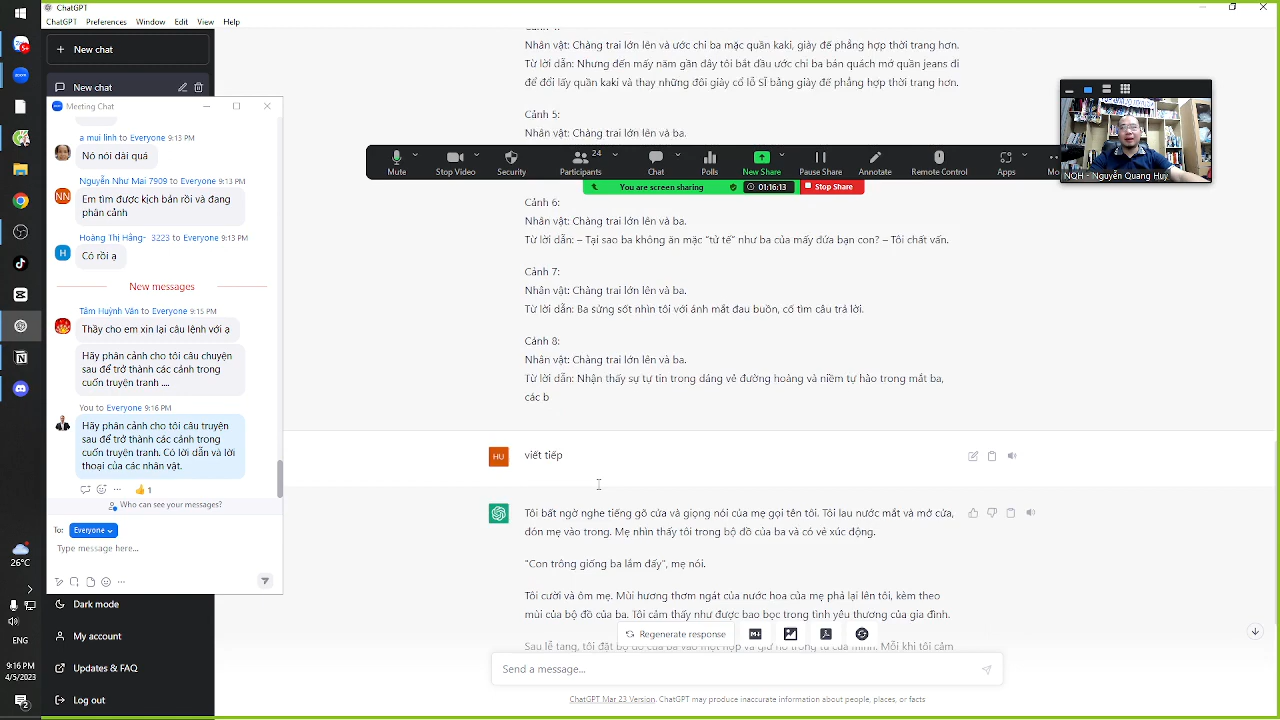 ChatGPT
ChatGPT Preferences Window Edit View Help
New chat
New chat
Meeting Chat
a mui linh to Everyone 9:13 PM
Nó nói dài quá
Nguyễn Như Mai 7909 to Everyone 9:13 PM
Em tìm được kịch bản rồi và đang
phân cảnh
Hoàng Thị Hằng- 3223 to Everyone 9:13 PM
Có rồi ạ
New messages
Tâm Huỳnh Văn to Everyone 9:15 PM
Thầy cho em xin lại câu lệnh với ạ
Hãy phân cảnh cho tôi câu chuyện
sau để trở thành các cảnh trong
cuốn truyện tranh ....
You to Everyone 9:16 PM
Hãy phân cảnh cho tôi câu truyện
sau để trở thành các cảnh trong
cuốn truyện tranh. Có lời dẫn và lời
thoại của các nhân vật.
1
Who can see your messages?
To: Everyone
Type message here...
Dark mode
My account
Updates & FAQ
Log out
26°C
ENG
9:16 PM
4/5/2023
2
Nhân vật: Chàng trai lớn lên và ước chi ba mặc quần kaki, giày đế phẳng hợp thời trang hơn.
Từ lời dẫn: Nhưng đến mấy năm gần đây tôi bắt đầu ước chi ba bán quách mớ quần jeans đi
để đổi lấy quần kaki và thay những đôi giày cổ lỗ Sĩ bằng giày đế phẳng hợp thời trang hơn.
Cảnh 5:
Nhân vật: Chàng trai lớn lên và ba.
Mute
Stop Video
Security
24
Participants
Chat
Polls
New Share
Pause Share
Annotate
Remote Control
Apps
Mo
You are screen sharing
01:16:13
Stop Share
NQH - Nguyễn Quang Huy
Cảnh 6:
Nhân vật: Chàng trai lớn lên và ba.
Từ lời dẫn: – Tại sao ba không ăn mặc “tử tế” như ba của mấy đứa bạn con? – Tôi chất vấn.
Cảnh 7:
Nhân vật: Chàng trai lớn lên và ba.
Từ lời dẫn: Ba sững sốt nhìn tôi với ánh mắt đau buồn, cố tìm câu trả lời.
Cảnh 8:
Nhân vật: Chàng trai lớn lên và ba.
Từ lời dẫn: Nhận thấy sự tự tin trong dáng vẻ đường hoàng và niềm tự hào trong mắt ba,
các b
HU
viết tiếp
Tôi bất ngờ nghe tiếng gõ cửa và giọng nói của mẹ gọi tên tôi. Tôi lau nước mắt và mở cửa,
đón mẹ vào trong. Mẹ nhìn thấy tôi trong bộ đồ của ba và có vẻ xúc động.
"Con trông giống ba lắm đấy", mẹ nói.
Tôi cười và ôm mẹ. Mùi hương thơm ngát của nước hoa của mẹ phả lại lên tôi, kèm theo
mùi của bộ đồ của ba. Tôi cảm thấy như được bao bọc trong tình yêu thương của gia đình.
Regenerate response
Send a message...
ChatGPT Mar 23 Version. ChatGPT may produce inaccurate information about people, places, or facts